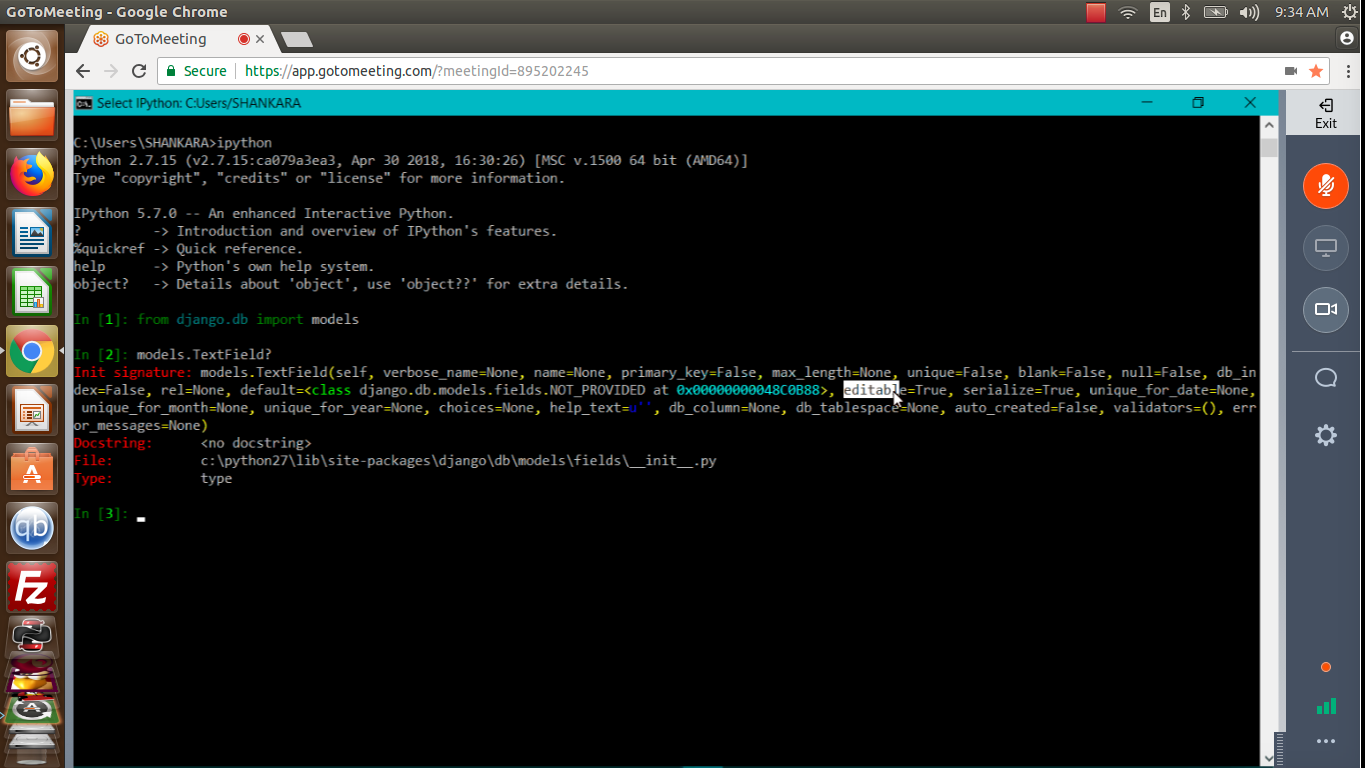 GoToMeeting - Google Chrome
En
9:34 AM
GoToMeeting
Secure
https://app.gotomeeting.com/?meetingId=895202245
Select IPython: C:Users/SHANKARA
Exit
C:\Users\SHANKARA>ipython
Python 2.7.15 (v2.7.15:ca079a3ea3, Apr 30 2018, 16:30:26) [MSC v.1500 64 bit (AMD64)]
Type "copyright", "credits" or "license" for more information.
IPython 5.7.0 -- An enhanced Interactive Python.
?         -> Introduction and overview of IPython's features.
%quickref -> Quick reference.
help      -> Python's own help system.
object?   -> Details about 'object', use 'object??' for extra details.
In [1]: from django.db import models
In [2]: models.TextField?
Init signature: models.TextField(self, verbose_name=None, name=None, primary_key=False, max_length=None, unique=False, blank=False, null=False, db_in
dex=False, rel=None, default=<class django.db.models.fields.NOT_PROVIDED at 0x00000000048C0B88>, editable=True, serialize=True, unique_for_date=None,
unique_for_month=None, unique_for_year=None, choices=None, help_text=u'', db_column=None, db_tablespace=None, auto_created=False, validators=(), err
or_messages=None)
Docstring:      <no docstring>
File:           c:\python27\lib\site-packages\django\db\models\fields\__init__.py
Type:           type
In [3]:
qb
Fz